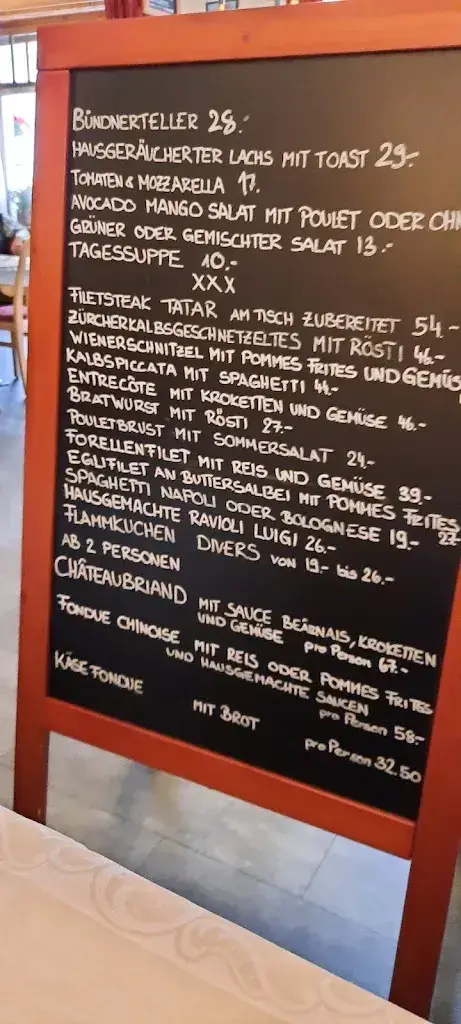 BÜNDNERTELLER 28.-
HAUSGERÄUCHERTER LACHS MIT TOAST 29.-
TOMATEN & MOZZARELLA 17.
AVOCADO MANGO SALAT MIT POULET ODER OHN
GRÜNER ODER GEMISCHTER SALAT 13.-
TAGESSUPPE 10.-
XXX
FILETSTEAK TATAR AM TISCH ZUBEREITET 54.-
ZÜRCHERKALBSGESCHNETZELTES MIT RÖSTI 46.-
WIENERSCHNITZEL MIT POMMES FRITES UND GEMÜS
KALBSPICCATA MIT SPAGHETTI 44.-
ENTRECÔTE MIT KROKETTEN UND GEMÜSE 46.-
BRATWURST MIT RÖSTI 27.-
POULETBRUST MIT SOMMERSALAT 24.-
FORELLENFILET MIT REIS UND GEMÜSE 39.-
EGLIFILET AN BUTTERSALBEI MIT POMMES FRITES
SPAGHETTI NAPOLI ODER BOLOGNESE 19.- 27.-
HAUSGEMACHTE RAVIOLI LUIGI 26.-
FLAMMKUCHEN DIVERS VON 19.- bis 26.-
AB 2 PERSONEN
CHÂTEAUBRIAND MIT SAUCE BEÂRNAIS, KROKETTEN
UND GEMÜSE pro Person 67.-
FONDUE CHINOISE MIT REIS ODER POMMES FRITES
UND HAUSGEMACHTE SAUCEN
pro Person 58.-
KÄSE FONDUE MIT BROT
pro Person 32.50